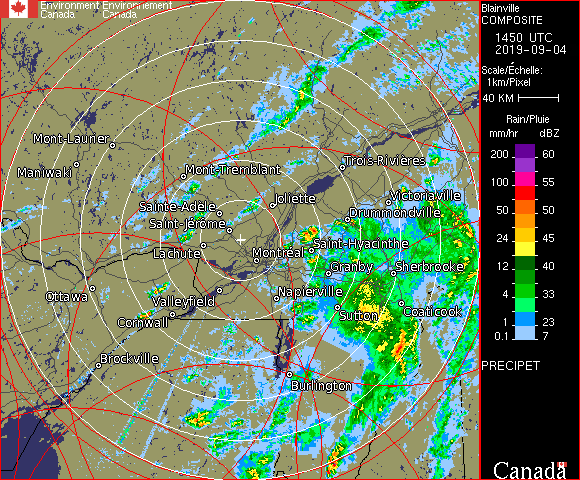 Environment Environnement
Canada Canada
Blainville
COMPOSITE
1450 UTC
2019-09-04
Scale/Échelle:
1km/Pixel
40 KM
Rain/Pluie
mm/hr dBZ
200 60
100 55
50 50
24 45
12 40
4 33
1 23
0.1 7
PRECIPET
Canada
Mont-Laurier
Maniwaki
Mont-Tremblant
Trois-Rivieres
Sainte-Adele
Joliette
Victoriaville
Saint-Jerome
Drummondville
Lachute
Montreal
Saint-Hyacinthe
Granby
Sherbrooke
Ottawa
Valleyfield
Napierville
Cornwall
Sutton
Coaticook
Brockville
Burlington